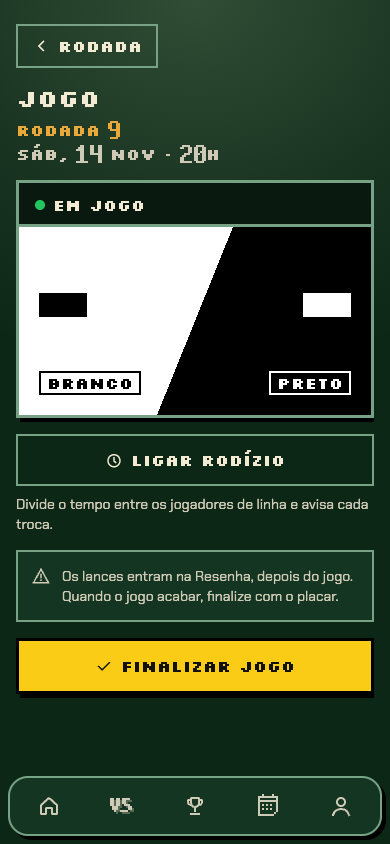 RODADA
JOGO
RODADA 9
SÁB, 14 NOV · 20H
EM JOGO
BRANCO
PRETO
LIGAR RODÍZIO
Divide o tempo entre os jogadores de linha e avisa cada
troca.
Os lances entram na Resenha, depois do jogo.
Quando o jogo acabar, finalize com o placar.
FINALIZAR JOGO
VS